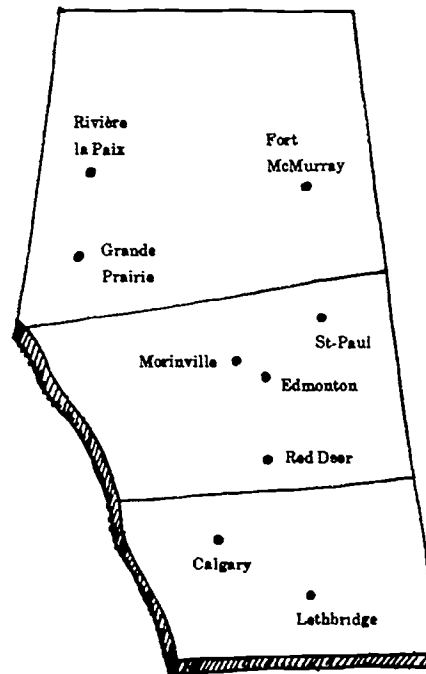 Rivière
la Paix
Fort
McMurray
Grande
Prairie
St-Paul
Morinville
Edmonton
Red Deer
Calgary
Lethbridge